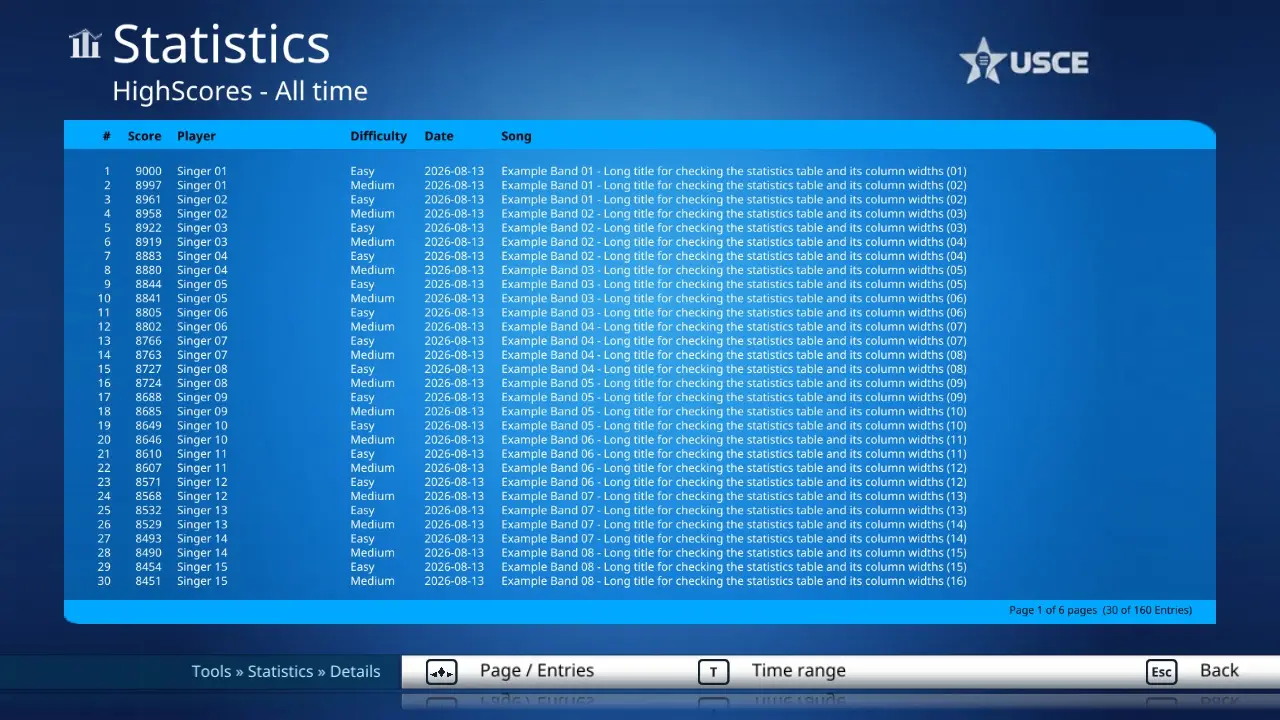 Statistics
HighScores - All time
USCE
# Score Player Difficulty Date Song
1 9000 Singer 01 Easy 2026-08-13 Example Band 01 - Long title for checking the statistics table and its column widths (01)
2 8997 Singer 01 Medium 2026-08-13 Example Band 01 - Long title for checking the statistics table and its column widths (02)
3 8961 Singer 02 Easy 2026-08-13 Example Band 01 - Long title for checking the statistics table and its column widths (02)
4 8958 Singer 02 Medium 2026-08-13 Example Band 02 - Long title for checking the statistics table and its column widths (03)
5 8922 Singer 03 Easy 2026-08-13 Example Band 02 - Long title for checking the statistics table and its column widths (03)
6 8919 Singer 03 Medium 2026-08-13 Example Band 02 - Long title for checking the statistics table and its column widths (04)
7 8883 Singer 04 Easy 2026-08-13 Example Band 02 - Long title for checking the statistics table and its column widths (04)
8 8880 Singer 04 Medium 2026-08-13 Example Band 03 - Long title for checking the statistics table and its column widths (05)
9 8844 Singer 05 Easy 2026-08-13 Example Band 03 - Long title for checking the statistics table and its column widths (05)
10 8841 Singer 05 Medium 2026-08-13 Example Band 03 - Long title for checking the statistics table and its column widths (06)
11 8805 Singer 06 Easy 2026-08-13 Example Band 03 - Long title for checking the statistics table and its column widths (06)
12 8802 Singer 06 Medium 2026-08-13 Example Band 04 - Long title for checking the statistics table and its column widths (07)
13 8766 Singer 07 Easy 2026-08-13 Example Band 04 - Long title for checking the statistics table and its column widths (07)
14 8763 Singer 07 Medium 2026-08-13 Example Band 04 - Long title for checking the statistics table and its column widths (08)
15 8727 Singer 08 Easy 2026-08-13 Example Band 04 - Long title for checking the statistics table and its column widths (08)
16 8724 Singer 08 Medium 2026-08-13 Example Band 05 - Long title for checking the statistics table and its column widths (09)
17 8688 Singer 09 Easy 2026-08-13 Example Band 05 - Long title for checking the statistics table and its column widths (09)
18 8685 Singer 09 Medium 2026-08-13 Example Band 05 - Long title for checking the statistics table and its column widths (10)
19 8649 Singer 10 Easy 2026-08-13 Example Band 05 - Long title for checking the statistics table and its column widths (10)
20 8646 Singer 10 Medium 2026-08-13 Example Band 06 - Long title for checking the statistics table and its column widths (11)
21 8610 Singer 11 Easy 2026-08-13 Example Band 06 - Long title for checking the statistics table and its column widths (11)
22 8607 Singer 11 Medium 2026-08-13 Example Band 06 - Long title for checking the statistics table and its column widths (12)
23 8571 Singer 12 Easy 2026-08-13 Example Band 06 - Long title for checking the statistics table and its column widths (12)
24 8568 Singer 12 Medium 2026-08-13 Example Band 07 - Long title for checking the statistics table and its column widths (13)
25 8532 Singer 13 Easy 2026-08-13 Example Band 07 - Long title for checking the statistics table and its column widths (13)
26 8529 Singer 13 Medium 2026-08-13 Example Band 07 - Long title for checking the statistics table and its column widths (14)
27 8493 Singer 14 Easy 2026-08-13 Example Band 07 - Long title for checking the statistics table and its column widths (14)
28 8490 Singer 14 Medium 2026-08-13 Example Band 08 - Long title for checking the statistics table and its column widths (15)
29 8454 Singer 15 Easy 2026-08-13 Example Band 08 - Long title for checking the statistics table and its column widths (15)
30 8451 Singer 15 Medium 2026-08-13 Example Band 08 - Long title for checking the statistics table and its column widths (16)
Page 1 of 6 pages (30 of 160 Entries)
Tools » Statistics » Details Page / Entries T Time range Esc Back